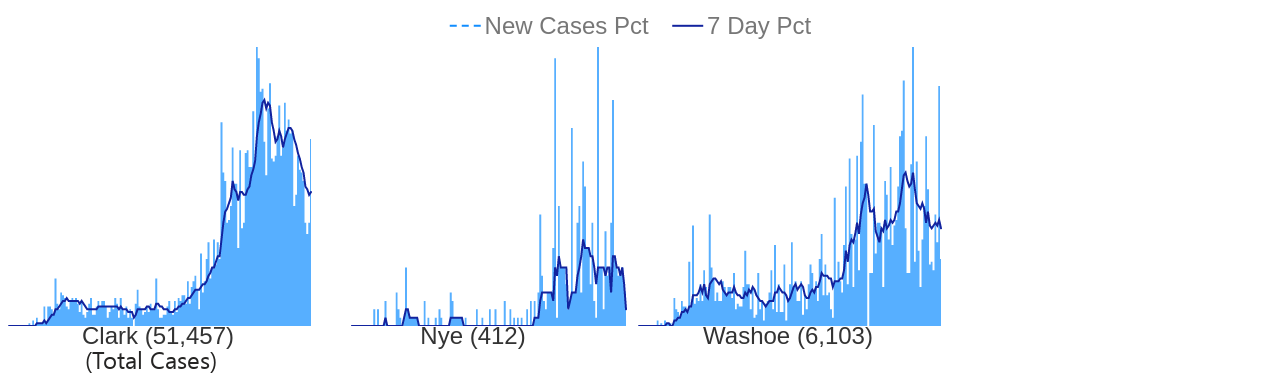 New Cases Pct 7 Day Pct
Clark (51,457) Nye (412) Washoe (6,103)
(Total Cases)